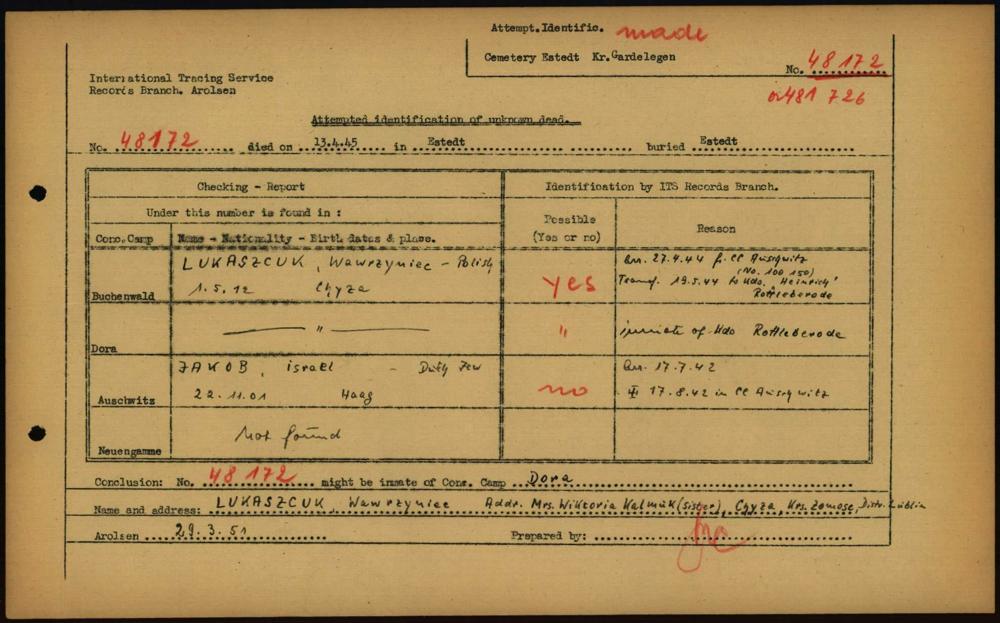 Attempt.Identific. made
Cemetery Estedt Kr.Gardelegen
No. 48172
or 481 726
International Tracing Service
Records Branch. Arolsen
Attempted identification of unknown dead.
No. 48172 died on 13.4.45 in Estedt buried Estedt
Checking - Report
Identification by ITS Records Branch.
Under this number is found in :
Possible
(Yes or no)
Reason
Conc.Camp
Name - Nationality - Birth dates & place.
Buchenwald
LUKASZCUK, Wawrzyniec - Polish
1.5.12 Chyza
yes
arr. 27.4.44 f. CC Auschwitz
(No. 100 150)
Transf. 19.5.44 to Kdo. "Heinrich"
Rottleberode
Dora
— " —
"
inmate of Kdo Rottleberode
Auschwitz
JAKOB, Israel - Dutch Jew
22.11.01 Haag
no
arr. 17.7.42
17.8.42 in CC Auschwitz
Neuengamme
Not found
Conclusion: No. 48172 might be inmate of Conc. Camp Dora
Name and address: LUKASZCUK, Wawrzyniec Addr. Mrs. Wiktoria Kalmuk (sister), Chyza, Krs. Zamosc, Distr. Lublin
Arolsen 29.3.51 Prepared by: